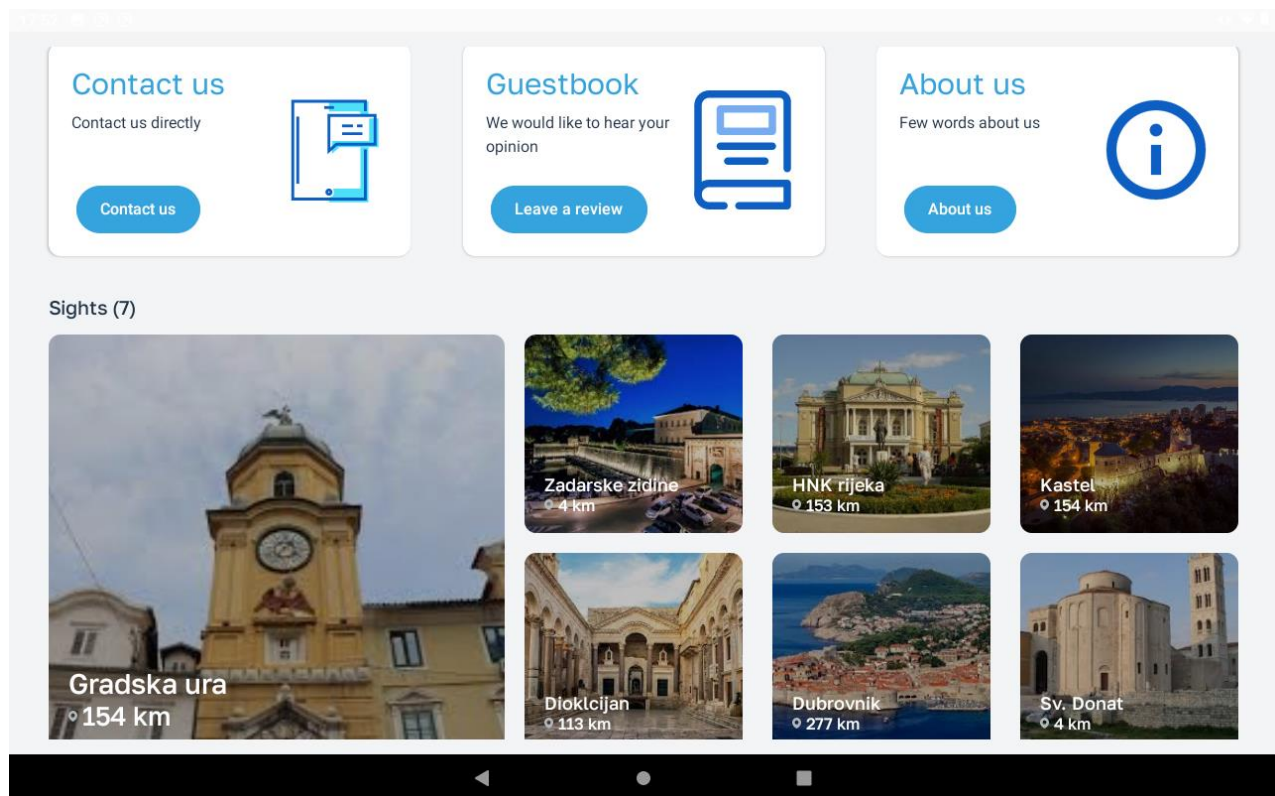 Contact us
Contact us directly
Contact us
Guestbook
We would like to hear your
opinion
Leave a review
About us
Few words about us
About us
Sights (7)
Gradska ura
154 km
Zadarske zidine
4 km
HNK rijeka
153 km
Kastel
154 km
Dioklcijan
113 km
Dubrovnik
277 km
Sv. Donat
4 km